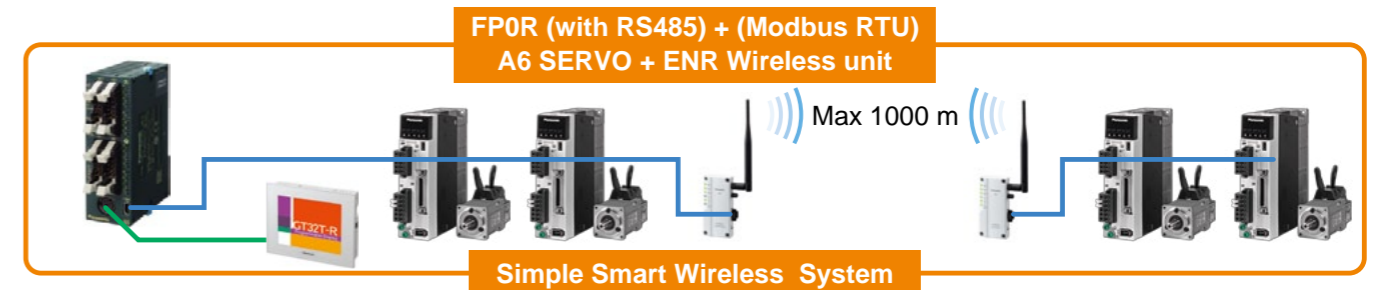 FP0R (with RS485) + (Modbus RTU)
A6 SERVO + ENR Wireless unit
Max 1000 m
GT32T-R
Simple Smart Wireless  System